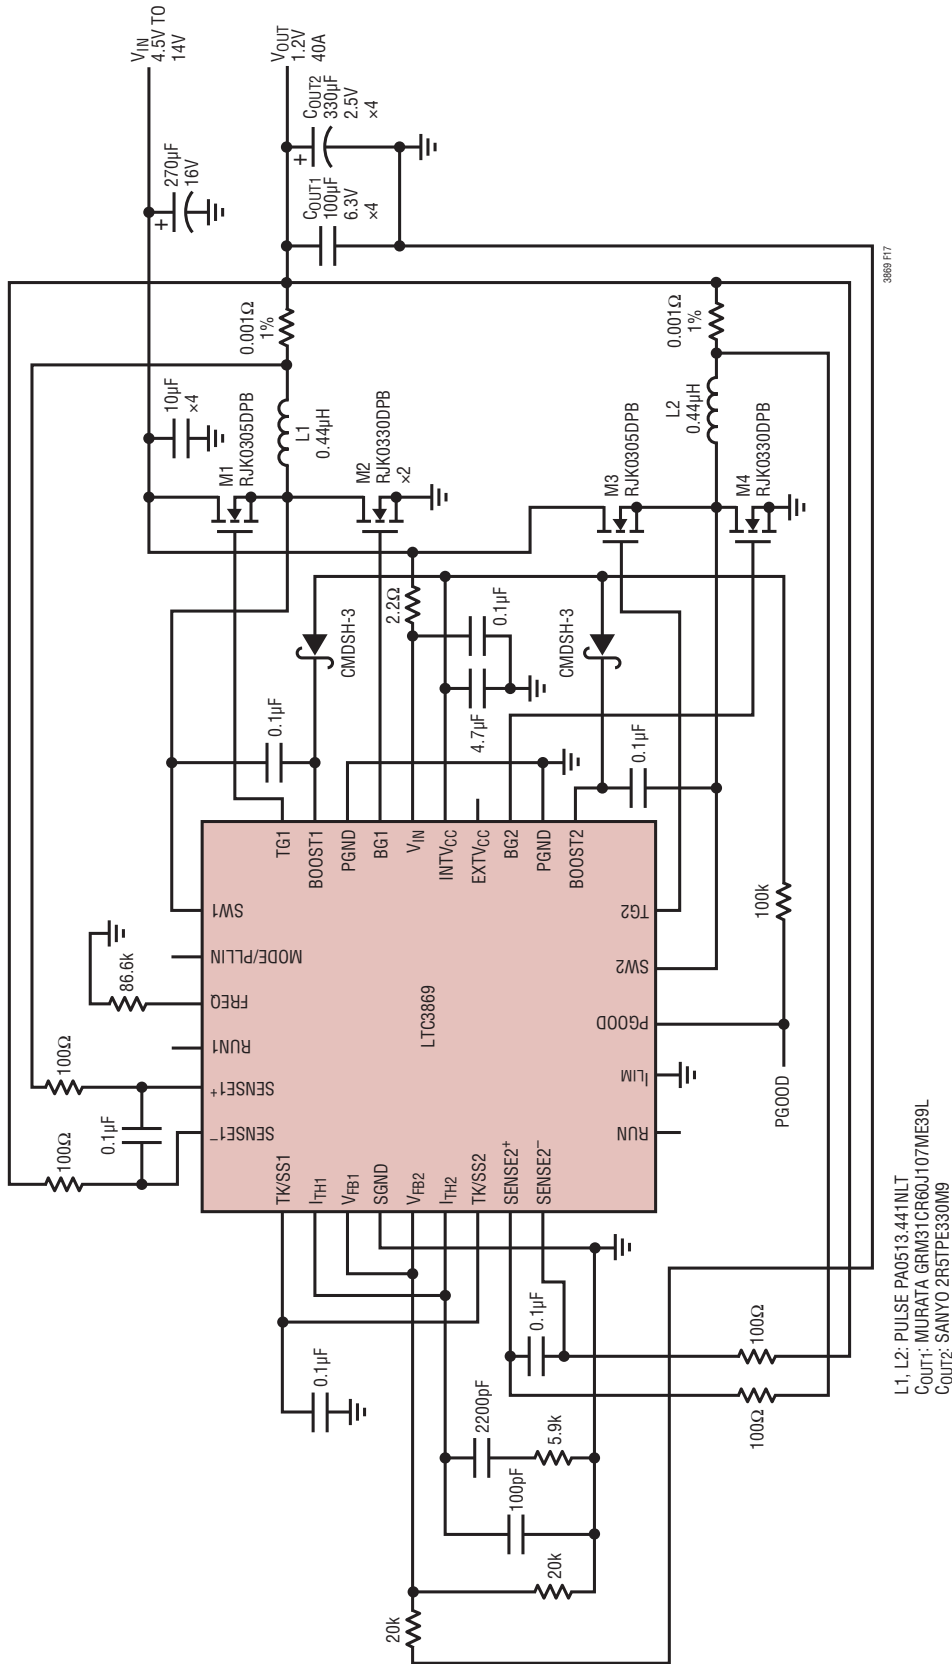 VIN
4.5V TO
14V
270µF
16V
+
VOUT
1.2V
40A
COUT2
330µF
2.5V
×4
+
COUT1
100µF
6.3V
×4
3869 F17
0.001Ω
1%
0.001Ω
1%
10µF
×4
M1
RJK0305DPB
L1
0.44µH
M2
RJK0330DPB
×2
L2
0.44µH
M3
RJK0305DPB
M4
RJK0330DPB
2.2Ω
CMDSH-3
0.1µF
4.7µF
CMDSH-3
0.1µF
0.1µF
100k
TG1
BOOST1
PGND
BG1
VIN
INTVCC
EXTVCC
BG2
PGND
BOOST2
SW1
MODE/PLLIN
FREQ
RUN1
SENSE1+
SENSE1–
LTC3869
TG2
SW2
PGOOD
ILIM
RUN
TK/SS1
ITH1
VFB1
SGND
VFB2
ITH2
TK/SS2
SENSE2+
SENSE2–
86.6k
100Ω
0.1µF
100Ω
PGOOD
0.1µF
0.1µF
2200pF
5.9k
100pF
20k
20k
100Ω
100Ω
L1, L2: PULSE PA0513.441NLT
COUT1: MURATA GRM31CR60J107ME39L
COUT2: SANYO 2R5TPE330M9